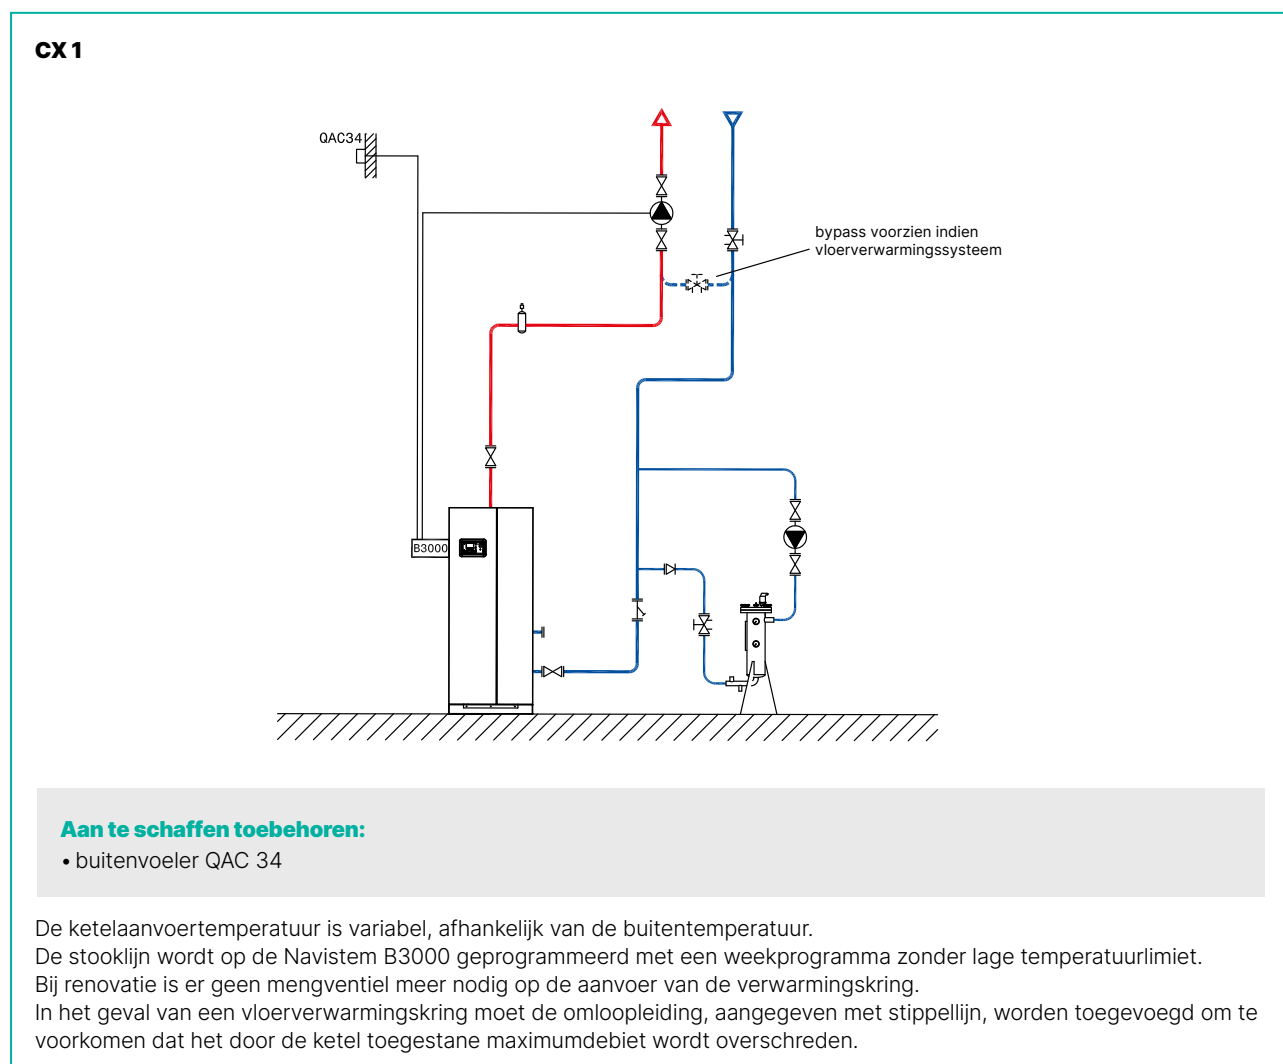 CX 1
QAC34
bypass voorzien indien
vloerverwarmingssysteem
B3000
Aan te schaffen toebehoren:
• buitenvoeler QAC 34
De ketelaanvoertemperatuur is variabel, afhankelijk van de buitentemperatuur.
De stooklijn wordt op de Navistem B3000 geprogrammeerd met een weekprogramma zonder lage temperatuurlimiet.
Bij renovatie is er geen mengventiel meer nodig op de aanvoer van de verwarmingskring.
In het geval van een vloerverwarmingskring moet de omloopleiding, aangegeven met stippellijn, worden toegevoegd om te
voorkomen dat het door de ketel toegestane maximumdebiet wordt overschreden.